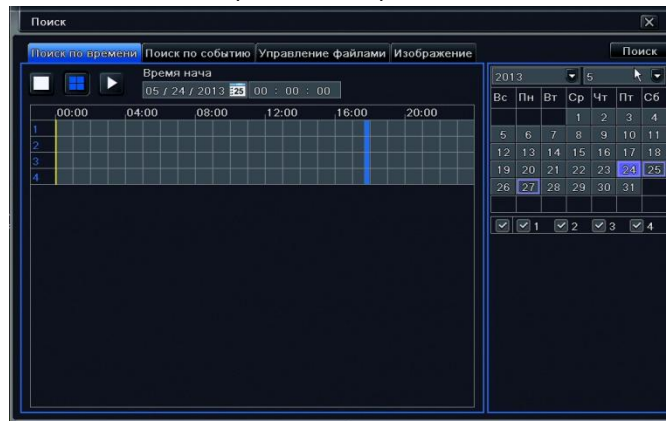 Поиск
Поиск по времени Поиск по событию Управление файлами Изображение Поиск
Время нача
05 / 24 / 2013 25 00 : 00 : 00
00:00 04:00 08:00 12:00 16:00 20:00
1
2
3
4
2013 5
Вс Пн Вт Ср Чт Пт Сб
1 2 3 4
5 6 7 8 9 10 11
12 13 14 15 16 17 18
19 20 21 22 23 24 25
26 27 28 29 30 31
1 2 3 4